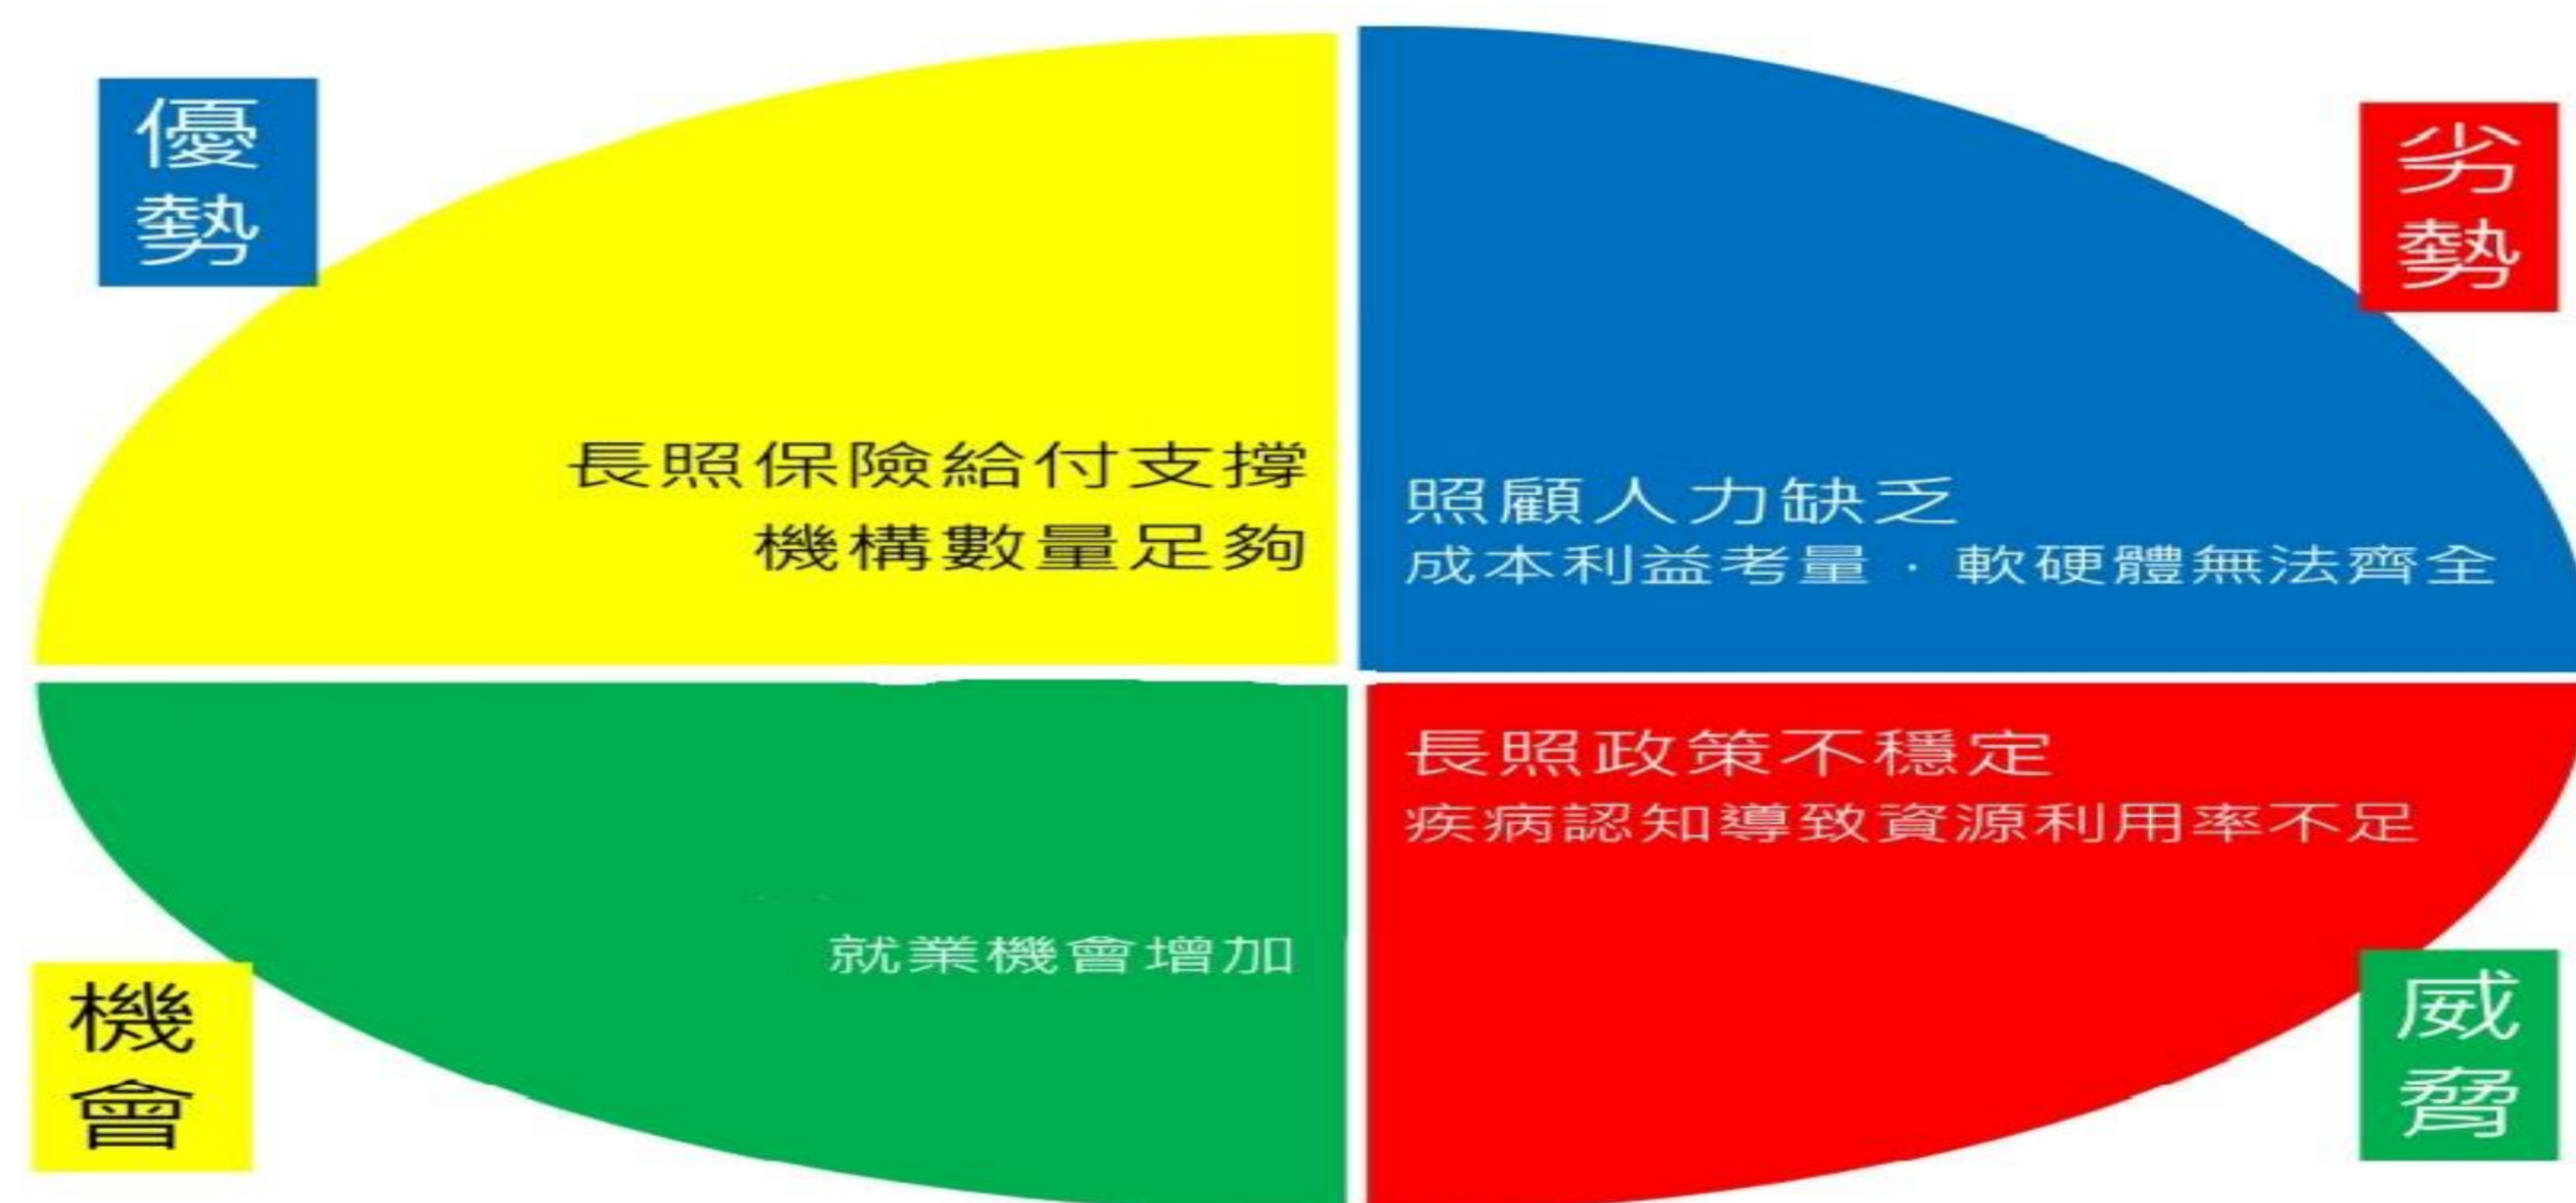 優勢
長照保險給付支撐
機構數量足夠
劣勢
照顧人力缺乏
成本利益考量．軟硬體無法齊全
機會
就業機會增加
威脅
長照政策不穩定
疾病認知導致資源利用率不足